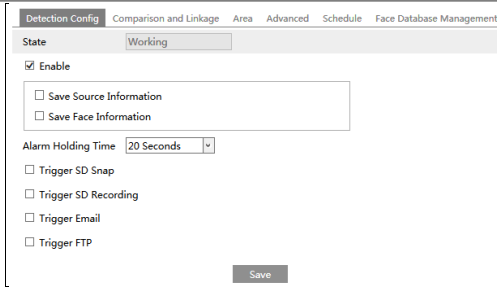 Detection Config Comparison and Linkage Area Advanced Schedule Face Database Management
State Working
Enable
Save Source Information
Save Face Information
Alarm Holding Time 20 Seconds
Trigger SD Snap
Trigger SD Recording
Trigger Email
Trigger FTP
Save